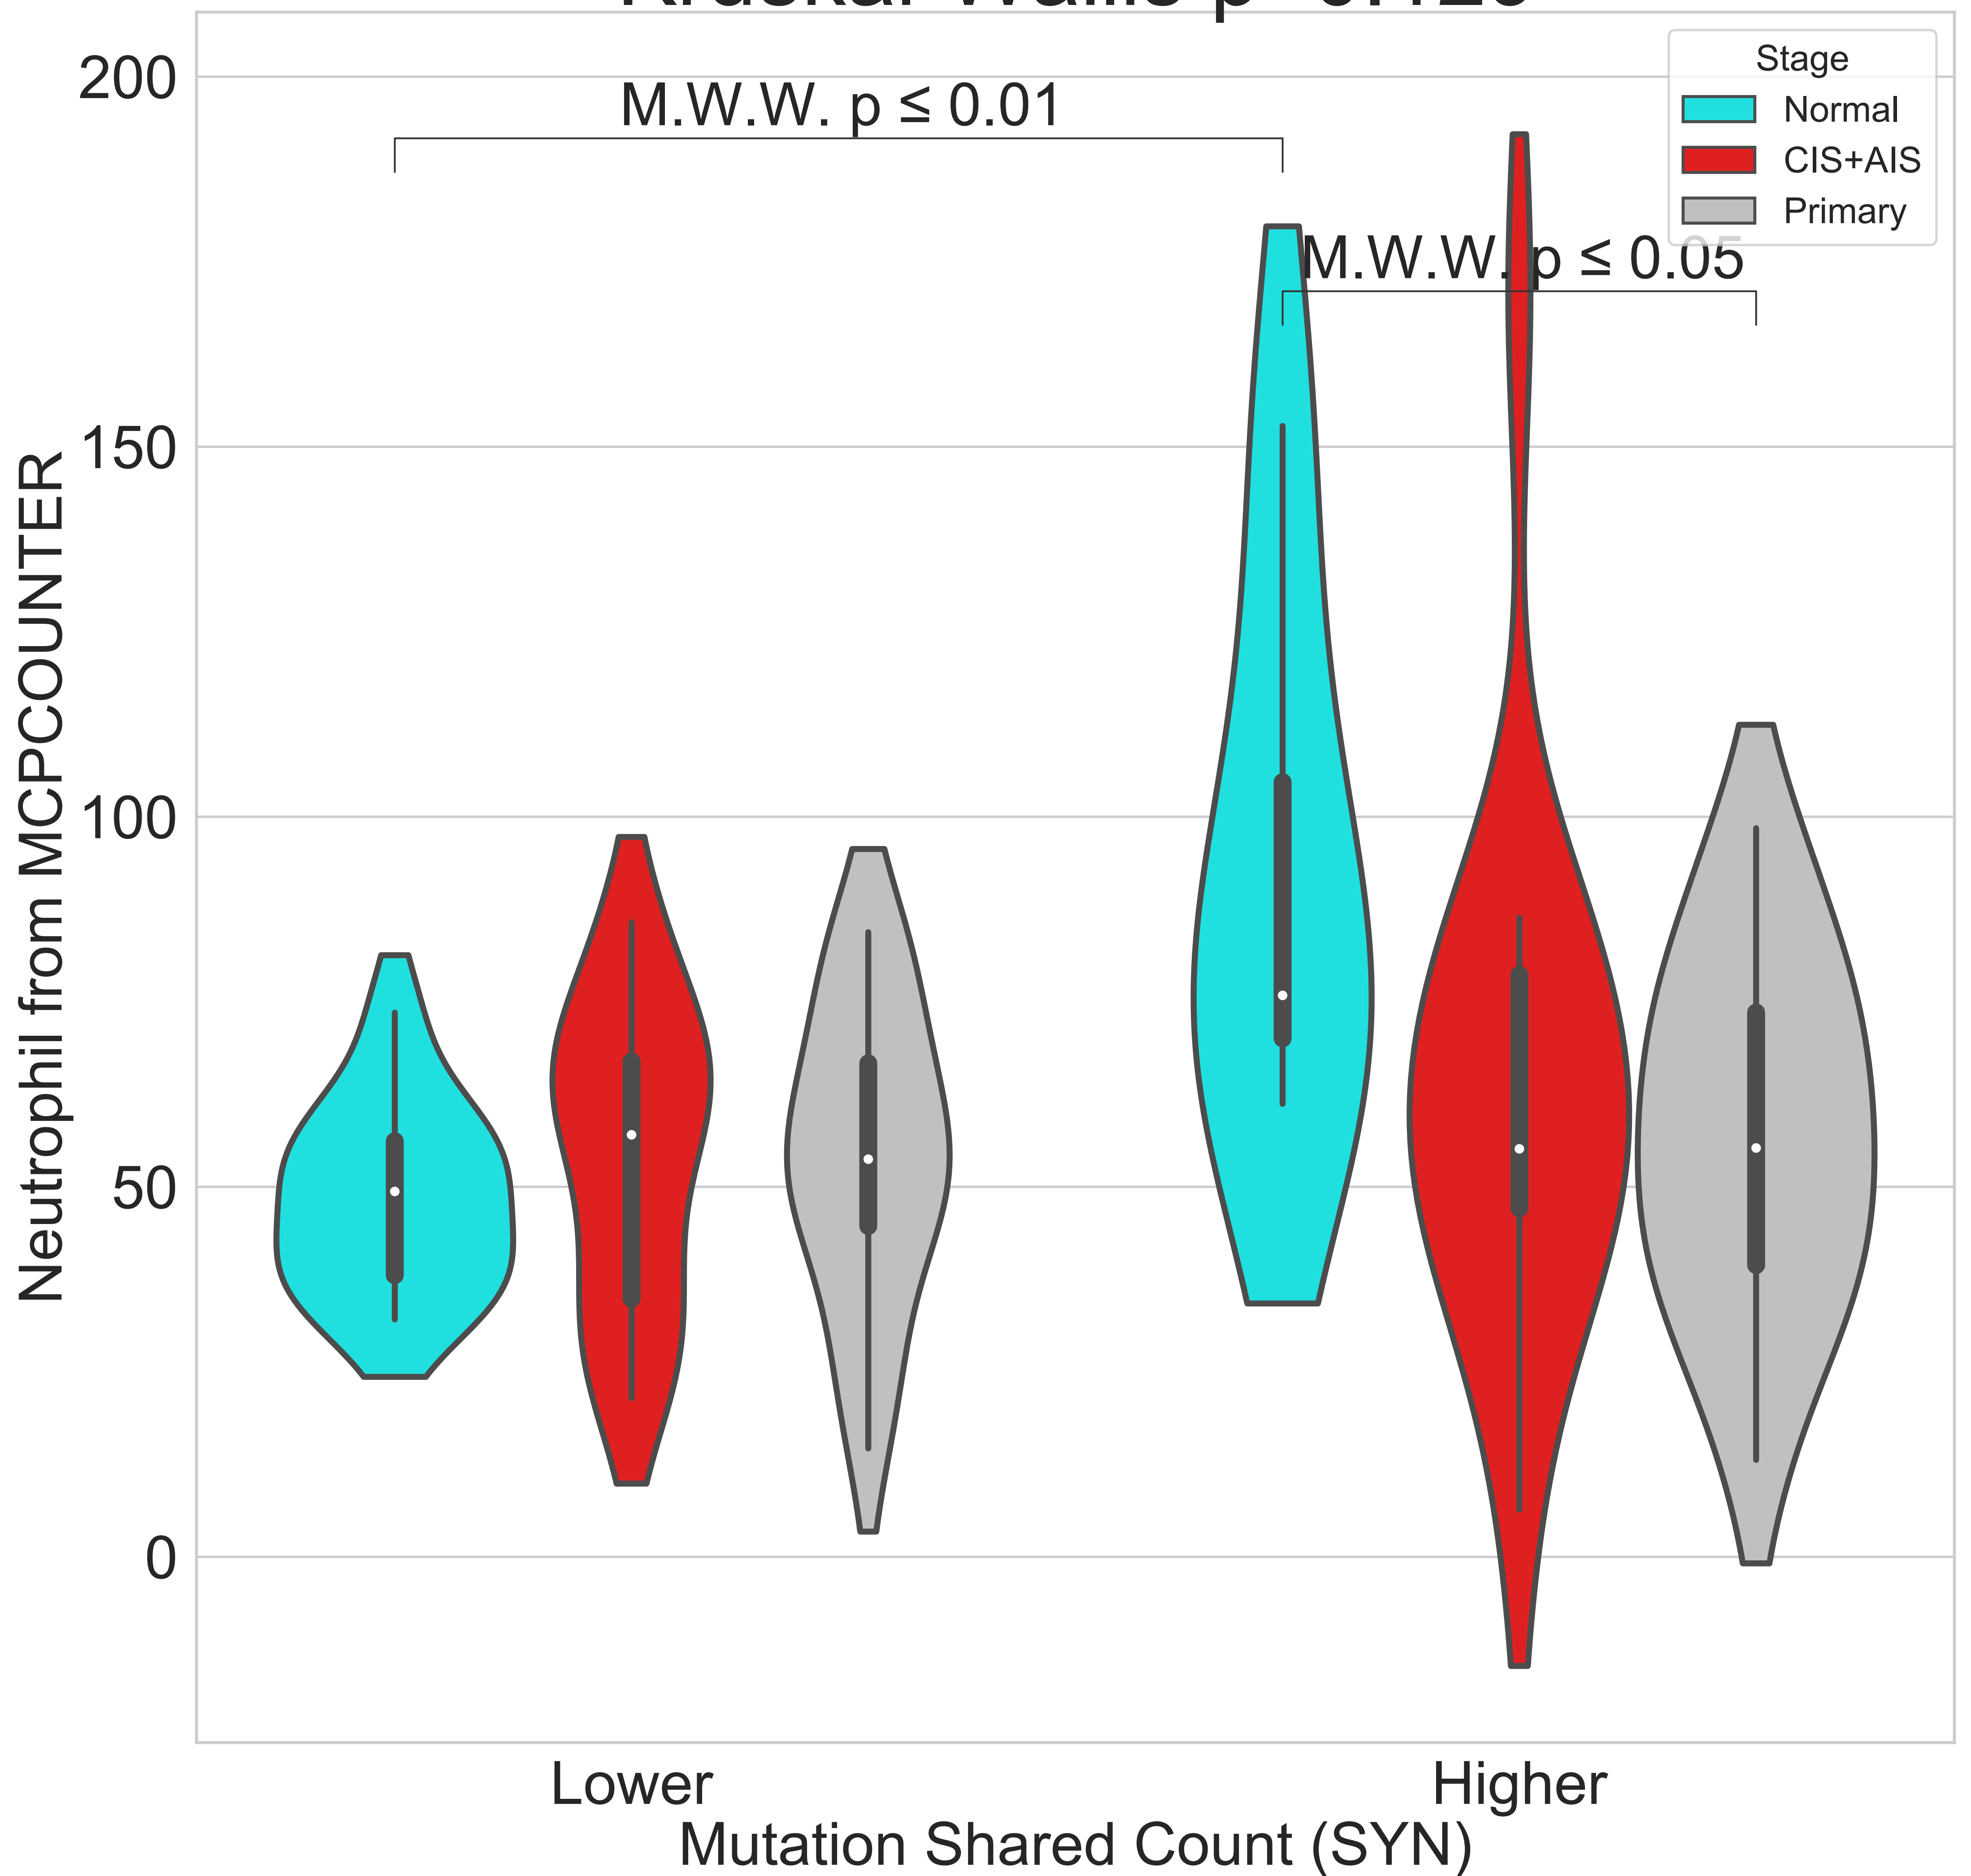 200
M.W.W. p ≤ 0.01
Stage
Normal
CIS+AIS
Primary
M.W.W. p ≤ 0.05
150
100
50
0
Neutrophil from MCPCOUNTER
Lower
Higher
Mutation Shared Count (SYN)